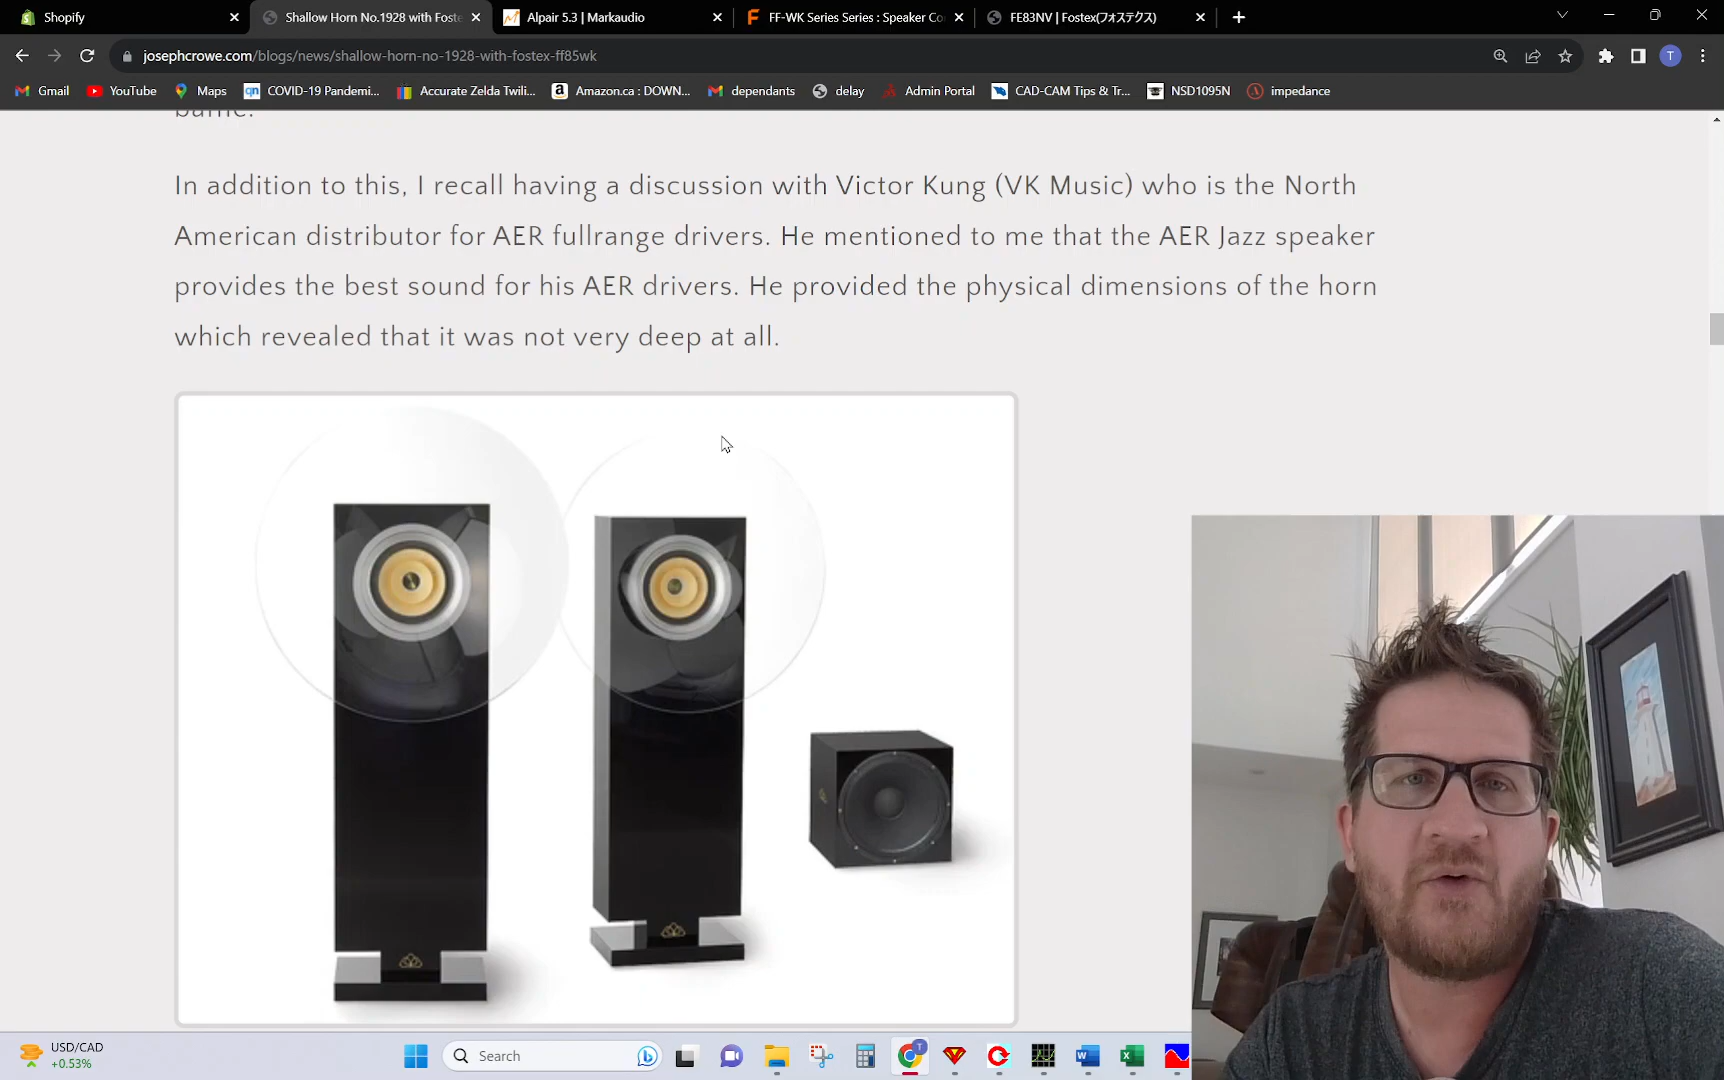 Shopify
Shallow Horn No.1928 with Foste
Alpair 5.3 | Markaudio
FF-WK Series Series : Speaker Co
FE83NV | Fostex(フォステクス)
josephcrowe.com/blogs/news/shallow-horn-no-1928-with-fostex-ff85wk
T
Gmail
YouTube
Maps
COVID-19 Pandemi...
Accurate Zelda Twili...
Amazon.ca : DOWN...
dependants
delay
Admin Portal
CAD-CAM Tips & Tr...
NSD1095N
impedance
In addition to this, I recall having a discussion with Victor Kung (VK Music) who is the North
American distributor for AER fullrange drivers. He mentioned to me that the AER Jazz speaker
provides the best sound for his AER drivers. He provided the physical dimensions of the horn
which revealed that it was not very deep at all.
USD/CAD
+0.53%
Search